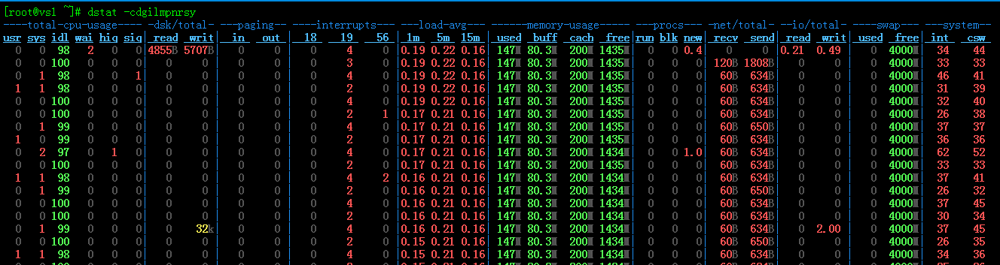 [root@vs1 ~]# dstat -cdgilmpnrsy
----total-cpu-usage---- -dsk/total- ---paging-- ----interrupts--- ---load-avg--- ------memory-usage----- ---procs--- -net/total- --io/total- ----swap--- ---system--
usr sys idl wai hiq siq| read  writ|  in   out | 18   19   56 | 1m   5m  15m | used  buff  cach  free|run blk new| recv  send| read  writ| used  free| int   csw
0 0 98 2 0 0|4855B 5707B| 0 0 | 0 4 0 |0.19 0.22 0.16| 147M 80.3M 200M 1435M| 0 0 0.4| 0 0 |0.21 0.49 | 0 4000M| 34 44
0 0 100 0 0 0| 0 0 | 0 0 | 0 3 0 |0.19 0.22 0.16| 147M 80.3M 200M 1435M| 0 0 0| 120B 1808B| 0 0 | 0 4000M| 33 33
0 1 98 0 0 1| 0 0 | 0 0 | 0 4 0 |0.19 0.22 0.16| 147M 80.3M 200M 1435M| 0 0 0| 60B 634B| 0 0 | 0 4000M| 46 41
1 1 98 0 0 0| 0 0 | 0 0 | 0 2 0 |0.19 0.22 0.16| 147M 80.3M 200M 1435M| 0 0 0| 60B 634B| 0 0 | 0 4000M| 31 39
0 0 100 0 0 0| 0 0 | 0 0 | 0 4 0 |0.19 0.22 0.16| 147M 80.3M 200M 1435M| 0 0 0| 60B 634B| 0 0 | 0 4000M| 32 40
0 0 100 0 0 0| 0 0 | 0 0 | 0 2 1 |0.17 0.21 0.16| 147M 80.3M 200M 1435M| 0 0 0| 60B 634B| 0 0 | 0 4000M| 26 38
0 1 99 0 0 0| 0 0 | 0 0 | 0 4 0 |0.17 0.21 0.16| 147M 80.3M 200M 1435M| 0 0 0| 60B 650B| 0 0 | 0 4000M| 37 37
1 0 99 0 0 0| 0 0 | 0 0 | 0 2 0 |0.17 0.21 0.16| 147M 80.3M 200M 1435M| 0 0 0| 60B 634B| 0 0 | 0 4000M| 36 36
0 2 97 0 1 0| 0 0 | 0 0 | 0 4 0 |0.17 0.21 0.16| 147M 80.3M 200M 1434M| 0 0 1.0| 60B 634B| 0 0 | 0 4000M| 62 52
0 0 100 0 0 0| 0 0 | 0 0 | 0 2 0 |0.17 0.21 0.16| 147M 80.3M 200M 1435M| 0 0 0| 60B 634B| 0 0 | 0 4000M| 33 33
1 1 98 0 0 0| 0 0 | 0 0 | 0 4 2 |0.16 0.21 0.16| 147M 80.3M 200M 1434M| 0 0 0| 60B 634B| 0 0 | 0 4000M| 37 41
0 1 99 0 0 0| 0 0 | 0 0 | 0 2 0 |0.16 0.21 0.16| 147M 80.3M 200M 1434M| 0 0 0| 60B 634B| 0 0 | 0 4000M| 26 32
0 0 100 0 0 0| 0 0 | 0 0 | 0 4 0 |0.16 0.21 0.16| 147M 80.3M 200M 1434M| 0 0 0| 60B 634B| 0 0 | 0 4000M| 37 45
0 0 100 0 0 0| 0 0 | 0 0 | 0 2 0 |0.16 0.21 0.16| 147M 80.3M 200M 1434M| 0 0 0| 60B 634B| 0 0 | 0 4000M| 30 34
0 1 99 0 0 0| 0 32k| 0 0 | 0 4 0 |0.16 0.21 0.16| 147M 80.3M 200M 1434M| 0 0 0| 60B 634B| 0 2.00 | 0 4000M| 37 45
0 0 100 0 0 0| 0 0 | 0 0 | 0 2 0 |0.15 0.21 0.16| 147M 80.3M 200M 1434M| 0 0 0| 60B 650B| 0 0 | 0 4000M| 26 35
1 1 98 0 0 0| 0 0 | 0 0 | 0 4 0 |0.15 0.21 0.16| 147M 80.3M 200M 1434M| 0 0 0| 60B 634B| 0 0 | 0 4000M| 34 36